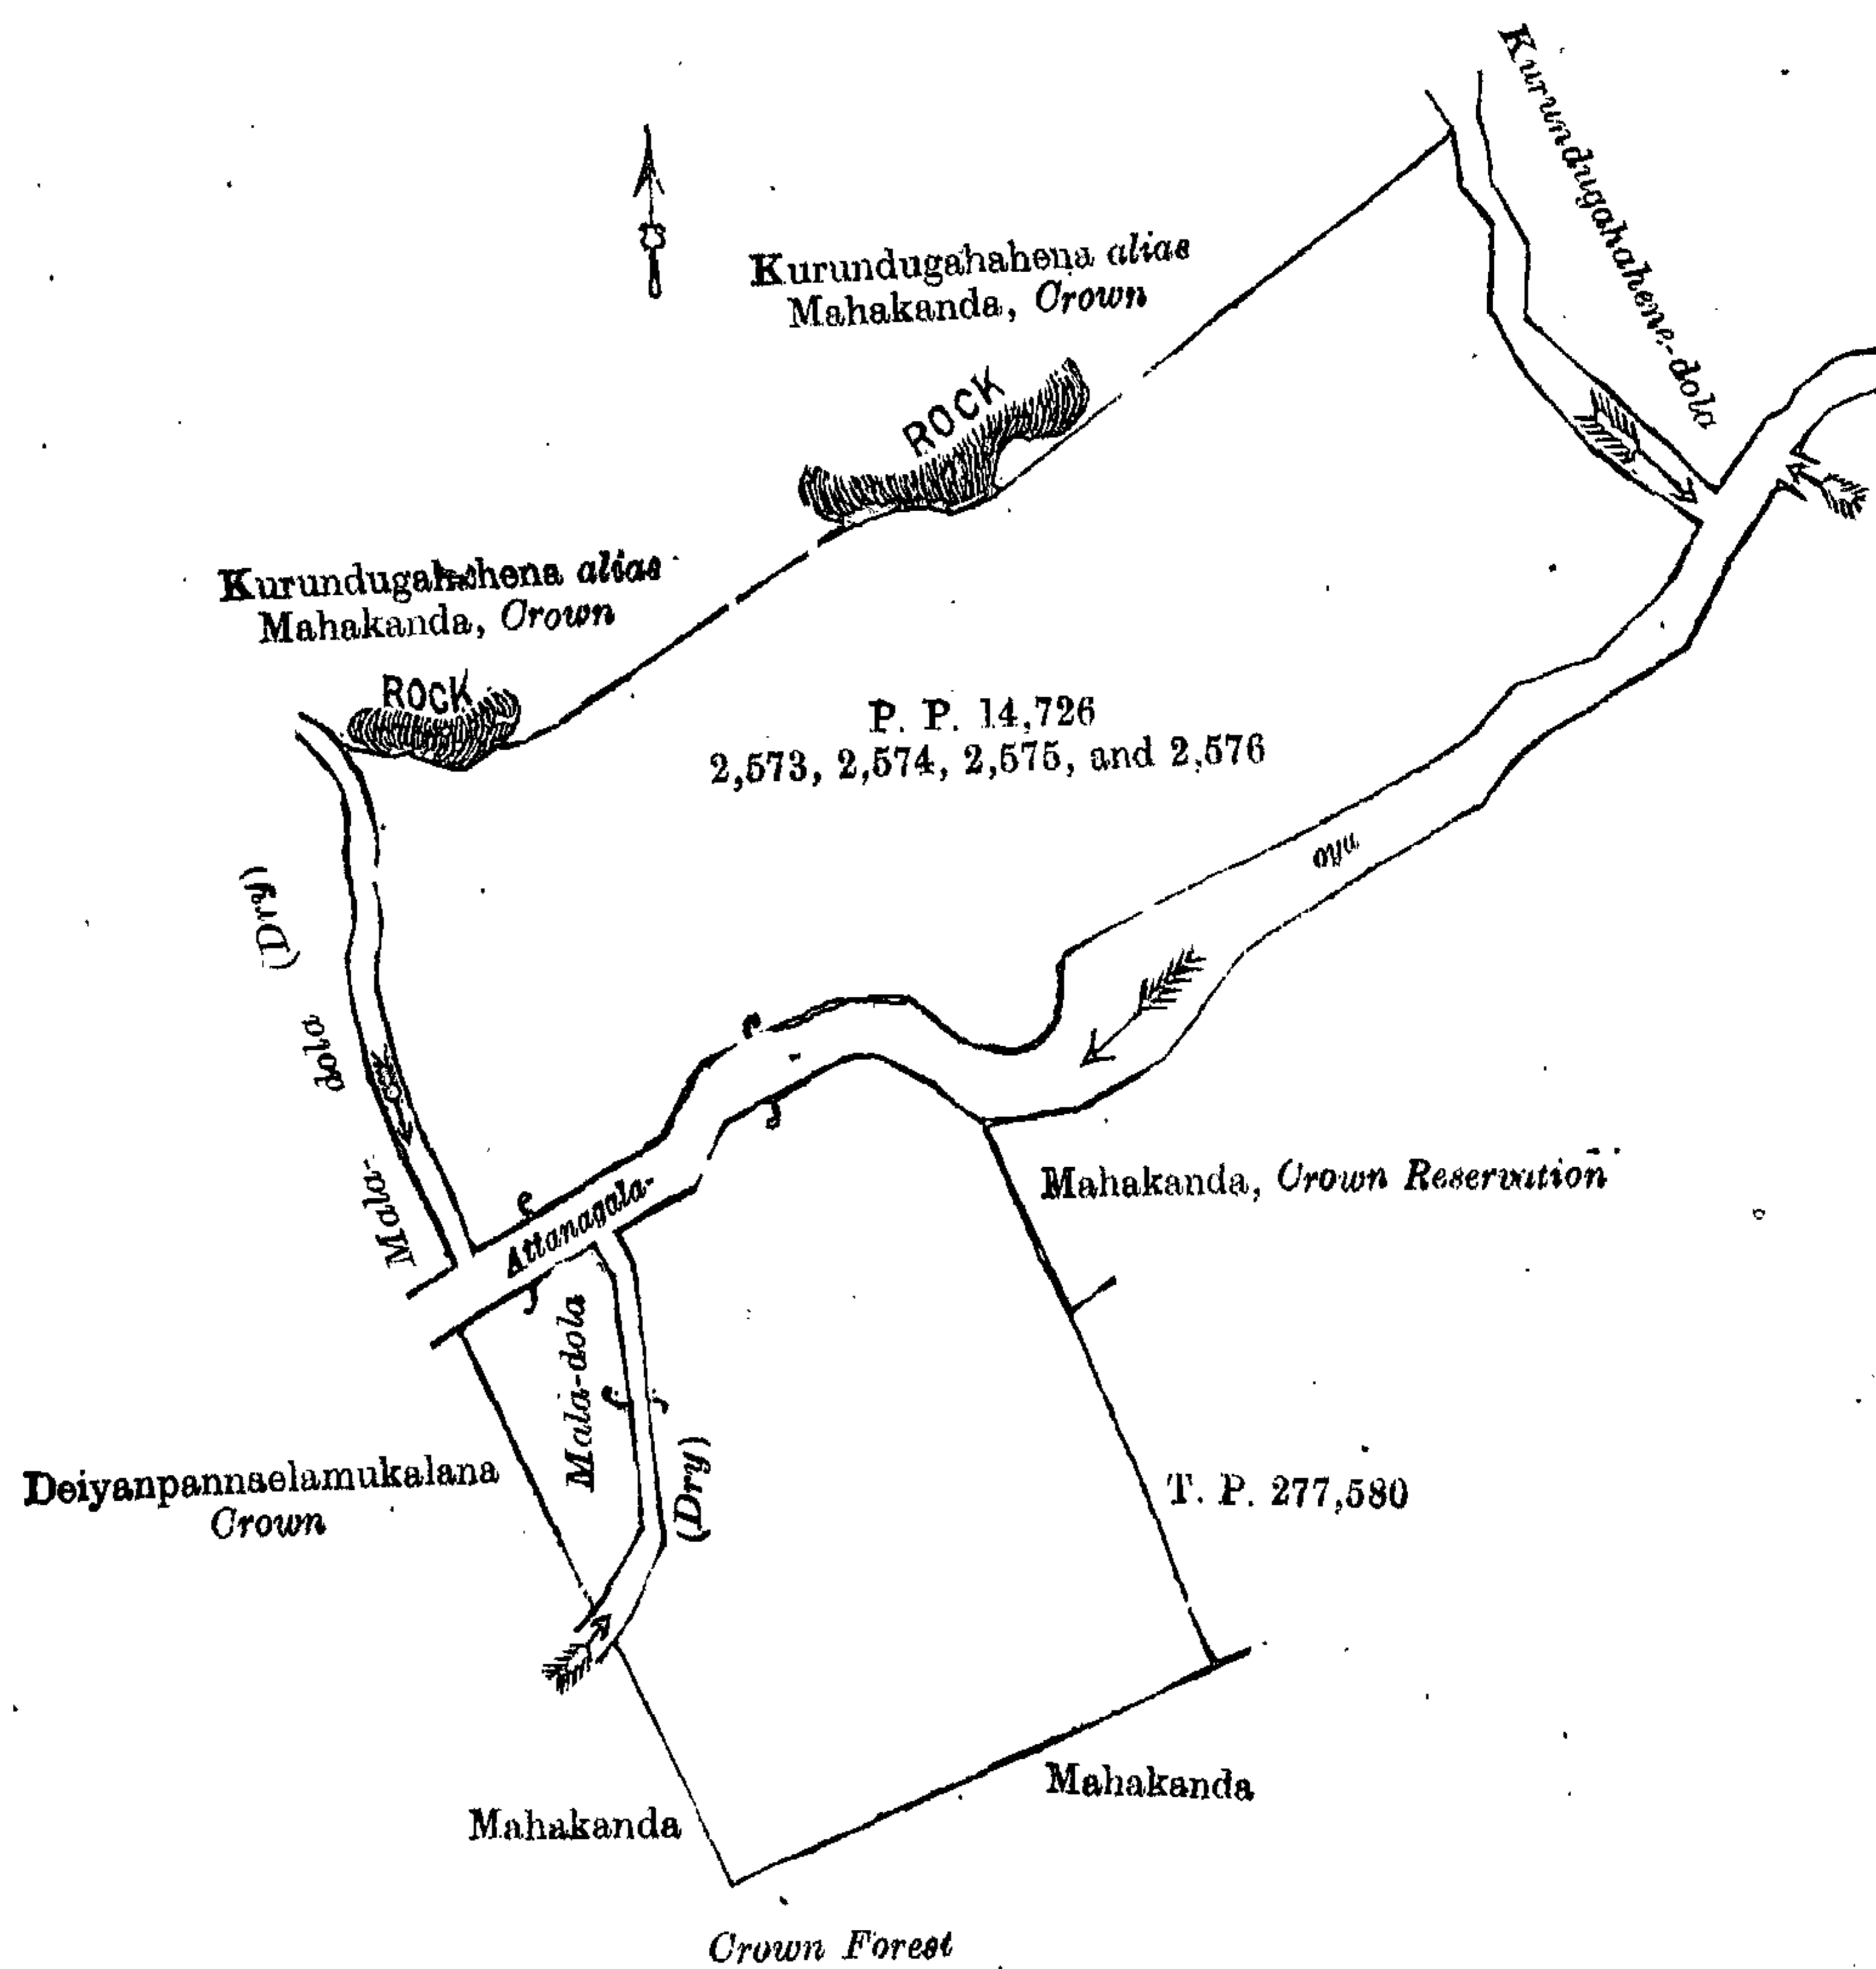 Kurundugahahene-dola
Kurundugahahena alias
Mahakanda, Crown
ROCK
Kurundugahahena alias
Mahakanda, Crown
ROCK
P. P. 14,726
2,573, 2,574, 2,575, and 2,576
oya
(Dry)
dola
Mala-
Attanagala-
Mahakanda, Crown Reservation
Mala-dola
(Dry)
Deiyanpannaelamukalana
Crown
T. P. 277,580
Mahakanda
Mahakanda
Crown Forest